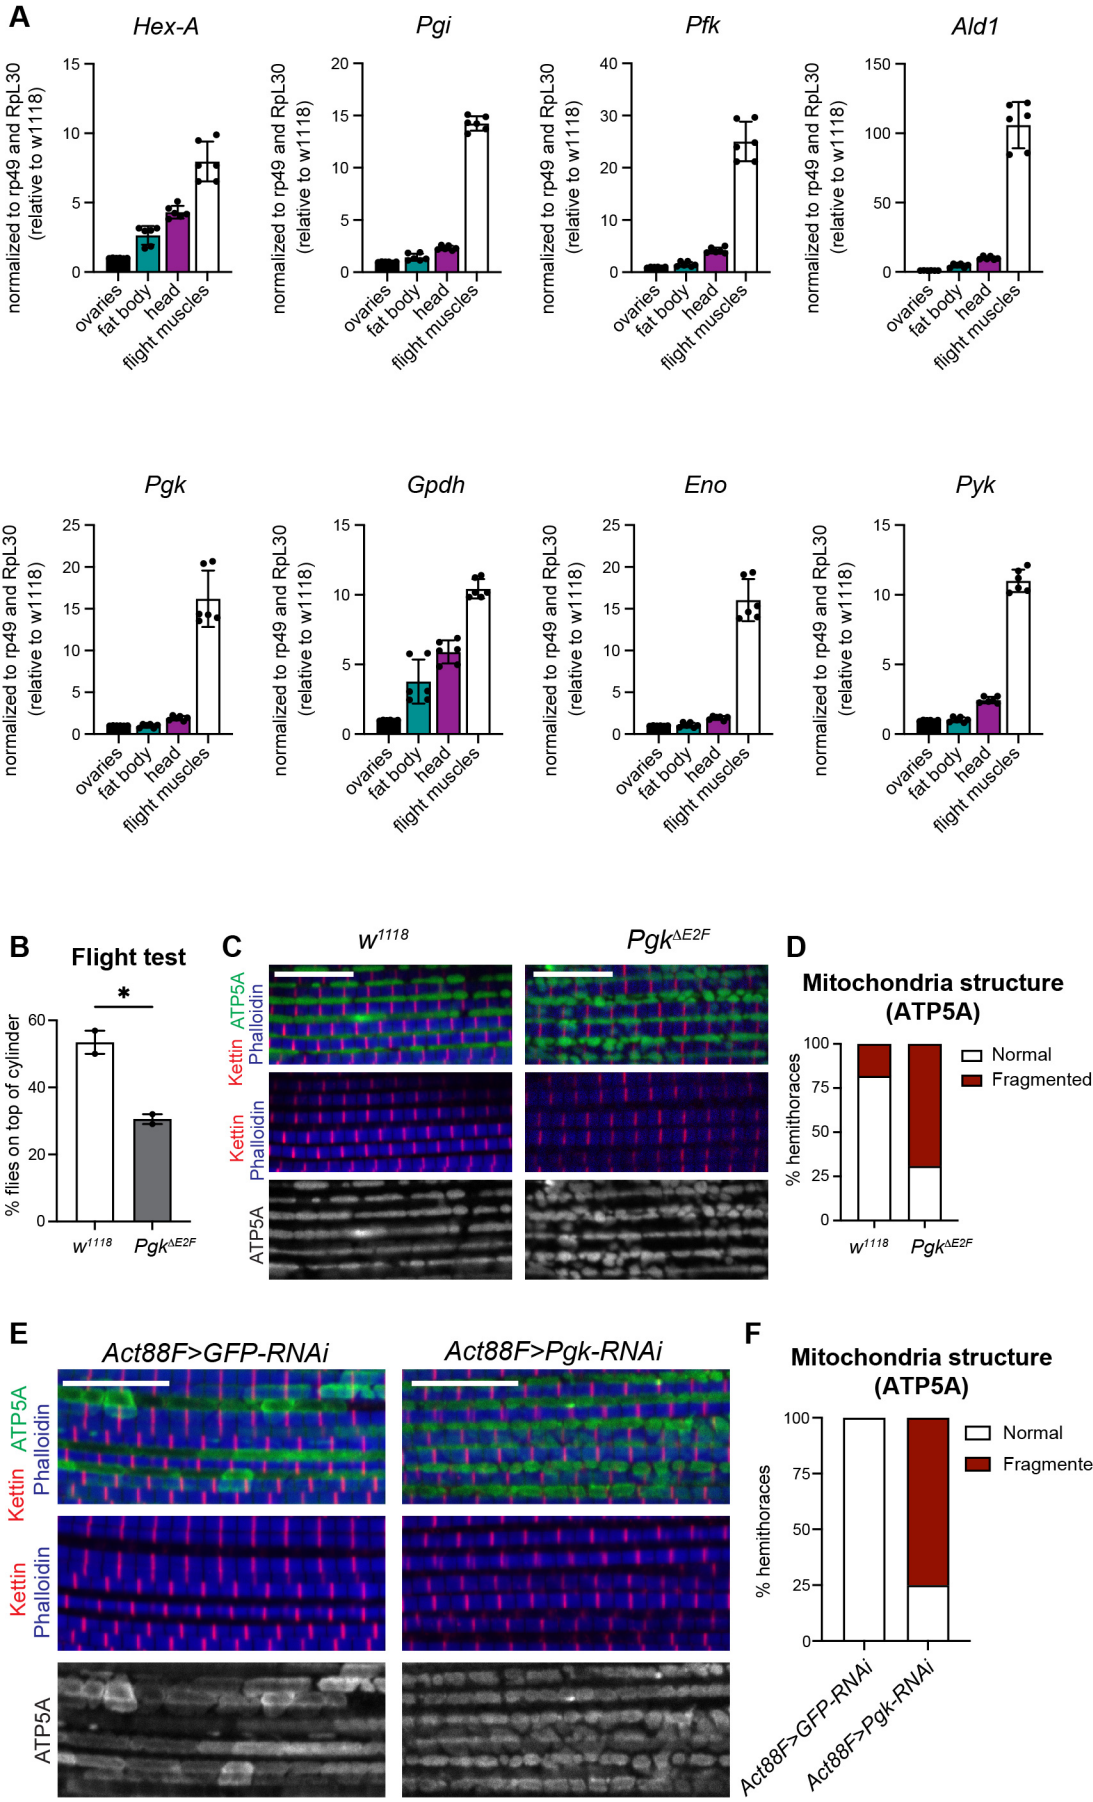 A
Hex-A
Pgi
Pfk
Ald1
normalized to rp49 and RpL30
(relative to w1118)
15
10
5
0
ovaries
fat body
head
flight muscles
normalized to rp49 and RpL30
(relative to w1118)
20
15
10
5
0
ovaries
fat body
head
flight muscles
normalized to rp49 and RpL30
(relative to w1118)
40
30
20
10
0
ovaries
fat body
head
flight muscles
normalized to rp49 and RpL30
(relative to w1118)
150
100
50
0
ovaries
fat body
head
flight muscles
Pgk
Gpdh
Eno
Pyk
normalized to rp49 and RpL30
(relative to w1118)
25
20
15
10
5
0
ovaries
fat body
head
flight muscles
normalized to rp49 and RpL30
(relative to w1118)
15
10
5
0
ovaries
fat body
head
flight muscles
normalized to rp49 and RpL30
(relative to w1118)
25
20
15
10
5
0
ovaries
fat body
head
flight muscles
normalized to rp49 and RpL30
(relative to w1118)
15
10
5
0
ovaries
fat body
head
flight muscles
B
Flight test
*
% flies on top of cylinder
60
40
20
0
w1118
PgkΔE2F
C
w1118
PgkΔE2F
Kettin ATP5A
Phalloidin
Kettin
Phalloidin
ATP5A
D
Mitochondria structure
(ATP5A)
% hemithoraces
100
75
50
25
0
Normal
Fragmented
w1118
PgkΔE2F
E
Act88F>GFP-RNAi
Act88F>Pgk-RNAi
Kettin ATP5A
Phalloidin
Kettin
Phalloidin
ATP5A
F
Mitochondria structure
(ATP5A)
% hemithoraces
100
75
50
25
0
Normal
Fragmente
Act88F>GFP-RNAi
Act88F>Pgk-RNAi